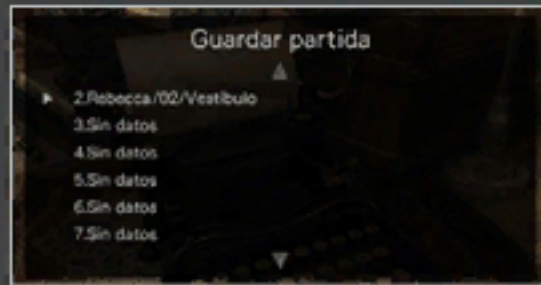 Guardar partida
2.Rebecca/02/Vestíbulo
3.Sin datos
4.Sin datos
5.Sin datos
6.Sin datos
7.Sin datos